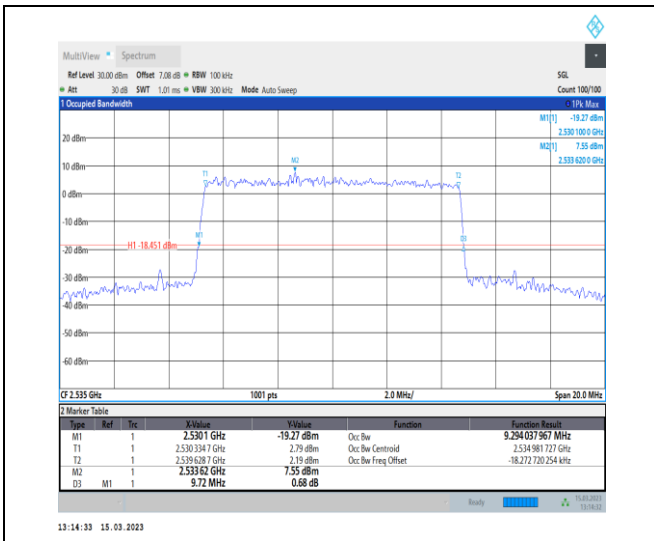 MultiView Spectrum
Ref Level 30.00 dBm Offset 7.08 dB RBW 100 kHz SGL
Att 30 dB SWT 1.01 ms VBW 300 kHz Mode Auto Sweep Count 100/100
1 Occupied Bandwidth 1Pk Max
M1[1] -19.27 dBm
2.530 100 0 GHz
M2[1] 7.55 dBm
2.533 620 0 GHz
20 dBm
M2
T1 T2
10 dBm
0 dBm
-10 dBm
M1 D3
H1 -18.451 dBm
-20 dBm
-30 dBm
-40 dBm
-50 dBm
-60 dBm
CF 2.535 GHz 1001 pts 2.0 MHz/ Span 20.0 MHz
2 Marker Table
Type Ref Trc X-Value Y-Value Function Function Result
M1 1 2.5301 GHz -19.27 dBm Occ Bw 9.294 037 967 MHz
T1 1 2.530 334 7 GHz 2.79 dBm Occ Bw Centroid 2.534 981 727 GHz
T2 1 2.539 628 7 GHz 2.19 dBm Occ Bw Freq Offset -18.272 720 254 kHz
M2 1 2.533 62 GHz 7.55 dBm
D3 M1 1 9.72 MHz 0.68 dB
Ready 15.03.2023
13:14:32
13:14:33 15.03.2023